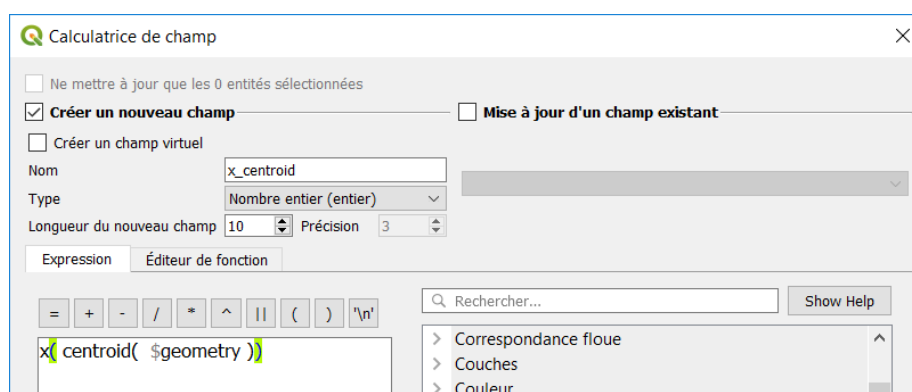 Calculatrice de champ
Ne mettre à jour que les 0 entités sélectionnées
Créer un nouveau champ
Mise à jour d'un champ existant
Créer un champ virtuel
Nom x_centroid
Type Nombre entier (entier)
Longueur du nouveau champ 10 Précision 3
Expression Éditeur de fonction
= + - / * ^ || ( ) '\n'
Rechercher... Show Help
x( centroid( $geometry ))
Correspondance floue
Couches
Couleur